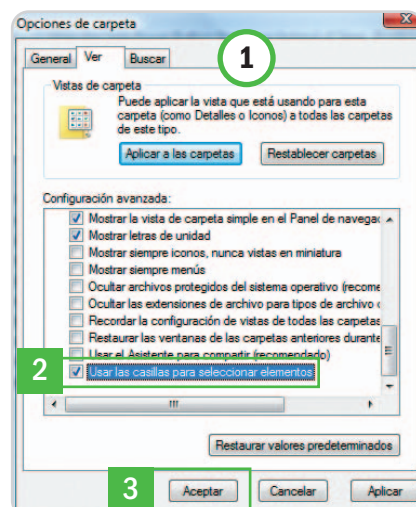 Opciones de carpeta
General Ver Buscar
1
Vistas de carpeta
Puede aplicar la vista que está usando para esta
carpeta (como Detalles o Iconos) a todas las carpetas
de este tipo.
Aplicar a las carpetas Restablecer carpetas
Configuración avanzada:
Mostrar la vista de carpeta simple en el Panel de navegac
Mostrar letras de unidad
Mostrar siempre iconos, nunca vistas en miniatura
Mostrar siempre menús
Ocultar archivos protegidos del sistema operativo (recome
Ocultar las extensiones de archivo para tipos de archivo c
Recordar la configuración de vistas de todas las carpetas
Restaurar las ventanas de las carpetas anteriores durante
Usar el Asistente para compartir (recomendado)
2 Usar las casillas para seleccionar elementos
Restaurar valores predeterminados
3 Aceptar Cancelar Aplicar